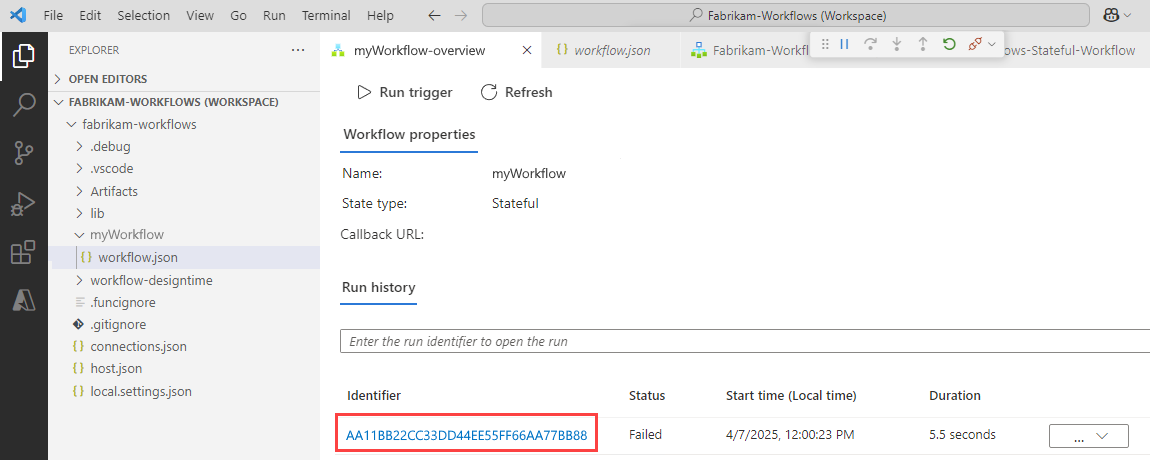 File Edit Selection View Go Run Terminal Help Fabrikam-Workflows (Workspace)
EXPLORER ...
myWorkflow-overview workflow.json Fabrikam-Workfl ows-Stateful-Workflow
OPEN EDITORS
FABRIKAM-WORKFLOWS (WORKSPACE)
fabrikam-workflows
.debug
.vscode
Artifacts
lib
myWorkflow
{} workflow.json
workflow-designtime
.funcignore
.gitignore
{} connections.json
{} host.json
{} local.settings.json
Run trigger Refresh
Workflow properties
Name: myWorkflow
State type: Stateful
Callback URL:
Run history
Enter the run identifier to open the run
Identifier Status Start time (Local time) Duration
AA11BB22CC33DD44EE55FF66AA77BB88 Failed 4/7/2025, 12:00:23 PM 5.5 seconds ...